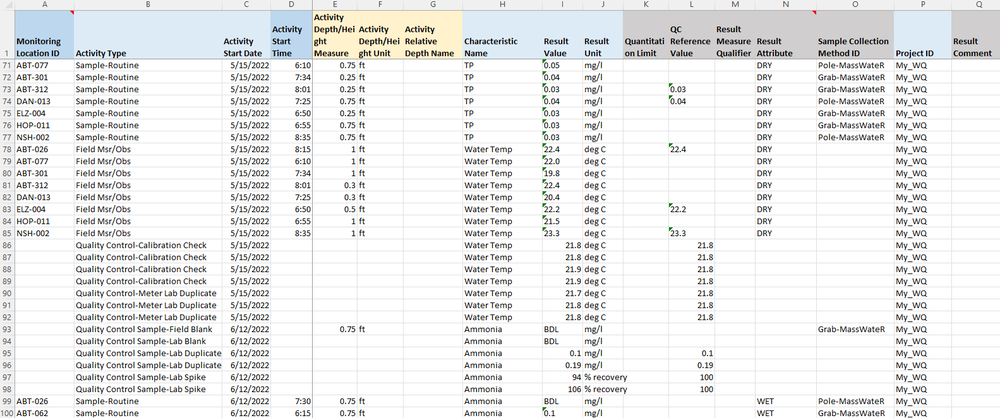 A B C D E F G H I J K L M N O P Q
1 Monitoring Location ID Activity Type Activity Start Date Activity Start Time Activity Depth/Height Measure Activity Depth/Height Unit Activity Relative Depth Name Characteristic Name Result Value Result Unit Quantitation Limit QC Reference Value Result Measure Qualifier Result Attribute Sample Collection Method ID Project ID Result Comment
71 ABT-077 Sample-Routine 5/15/2022 6:10 0.75 ft TP 0.05 mg/l DRY Pole-MassWateR My_WQ
72 ABT-301 Sample-Routine 5/15/2022 7:34 0.25 ft TP 0.04 mg/l DRY Grab-MassWateR My_WQ
73 ABT-312 Sample-Routine 5/15/2022 8:01 0.25 ft TP 0.03 mg/l 0.03 DRY Grab-MassWateR My_WQ
74 DAN-013 Sample-Routine 5/15/2022 7:25 0.75 ft TP 0.04 mg/l 0.04 DRY Pole-MassWateR My_WQ
75 ELZ-004 Sample-Routine 5/15/2022 6:50 0.25 ft TP 0.03 mg/l DRY Grab-MassWateR My_WQ
76 HOP-011 Sample-Routine 5/15/2022 6:55 0.75 ft TP 0.03 mg/l DRY Grab-MassWateR My_WQ
77 NSH-002 Sample-Routine 5/15/2022 8:35 0.75 ft TP 0.03 mg/l DRY Pole-MassWateR My_WQ
78 ABT-026 Field Msr/Obs 5/15/2022 8:15 1 ft Water Temp 22.4 deg C 22.4 DRY My_WQ
79 ABT-077 Field Msr/Obs 5/15/2022 6:10 1 ft Water Temp 22.0 deg C DRY My_WQ
80 ABT-301 Field Msr/Obs 5/15/2022 7:34 1 ft Water Temp 19.8 deg C DRY My_WQ
81 ABT-312 Field Msr/Obs 5/15/2022 8:01 0.3 ft Water Temp 22.4 deg C DRY My_WQ
82 DAN-013 Field Msr/Obs 5/15/2022 7:25 0.3 ft Water Temp 20.4 deg C DRY My_WQ
83 ELZ-004 Field Msr/Obs 5/15/2022 6:50 0.5 ft Water Temp 22.2 deg C 22.2 DRY My_WQ
84 HOP-011 Field Msr/Obs 5/15/2022 6:55 1 ft Water Temp 21.5 deg C DRY My_WQ
85 NSH-002 Field Msr/Obs 5/15/2022 8:35 1 ft Water Temp 23.3 deg C 23.3 DRY My_WQ
86 Quality Control-Calibration Check 5/15/2022 Water Temp 21.8 deg C 21.8 My_WQ
87 Quality Control-Calibration Check 5/15/2022 Water Temp 21.8 deg C 21.8 My_WQ
88 Quality Control-Calibration Check 5/15/2022 Water Temp 21.9 deg C 21.8 My_WQ
89 Quality Control-Calibration Check 5/15/2022 Water Temp 21.9 deg C 21.8 My_WQ
90 Quality Control-Meter Lab Duplicate 5/15/2022 Water Temp 21.7 deg C 21.8 My_WQ
91 Quality Control-Meter Lab Duplicate 5/15/2022 Water Temp 21.8 deg C 21.8 My_WQ
92 Quality Control-Meter Lab Duplicate 5/15/2022 Water Temp 21.8 deg C 21.8 My_WQ
93 Quality Control Sample-Field Blank 6/12/2022 0.75 ft Ammonia BDL mg/l Grab-MassWateR My_WQ
94 Quality Control Sample-Lab Blank 6/12/2022 Ammonia BDL mg/l My_WQ
95 Quality Control Sample-Lab Duplicate 6/12/2022 Ammonia 0.1 mg/l 0.1 My_WQ
96 Quality Control Sample-Lab Duplicate 6/12/2022 Ammonia 0.19 mg/l 0.19 My_WQ
97 Quality Control Sample-Lab Spike 6/12/2022 Ammonia 94 % recovery 100 My_WQ
98 Quality Control Sample-Lab Spike 6/12/2022 Ammonia 106 % recovery 100 My_WQ
99 ABT-026 Sample-Routine 6/12/2022 7:30 0.75 ft Ammonia BDL mg/l WET Pole-MassWateR My_WQ
100 ABT-062 Sample-Routine 6/12/2022 6:15 0.75 ft Ammonia 0.1 mg/l WET Grab-MassWateR My_WQ